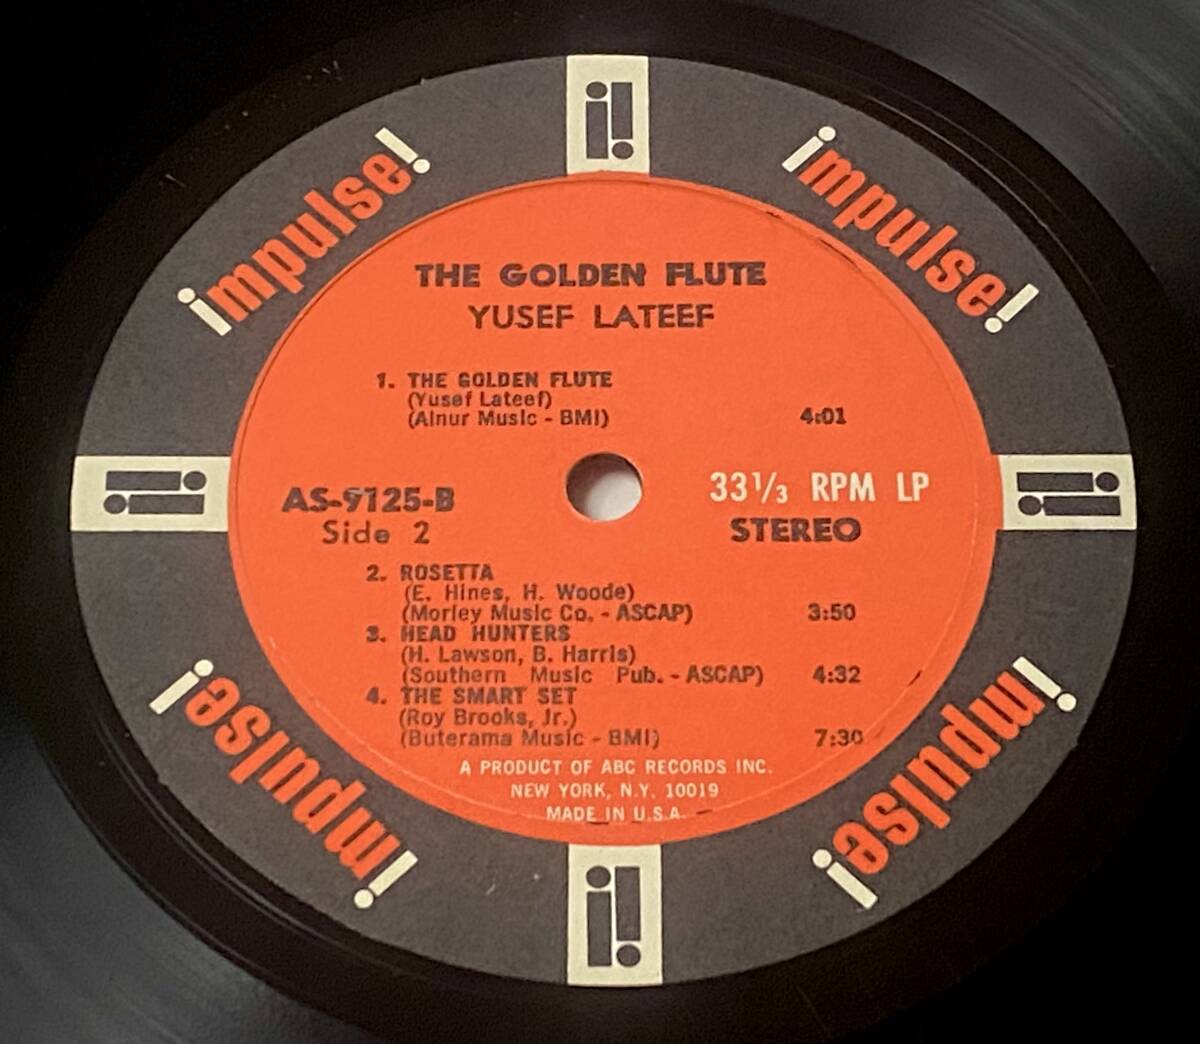 impulse!
impulse!
THE GOLDEN FLUTE
YUSEF LATEEF
1. THE GOLDEN FLUTE
(Yusef Lateef)
(Alnur Music - BMI) 4:01
AS-9125-B
Side 2
33 1/3 RPM LP
STEREO
2. ROSETTA
(E. Hines, H. Woode)
(Morley Music Co. - ASCAP) 3:50
3. HEAD HUNTERS
(H. Lawson, B. Harris)
(Southern Music Pub. - ASCAP) 4:32
4. THE SMART SET
(Roy Brooks, Jr.)
(Buterama Music - BMI) 7:30
A PRODUCT OF ABC RECORDS INC.
NEW YORK, N.Y. 10019
MADE IN U.S.A.
impulse!
impulse!
i!
i!
i!
i!